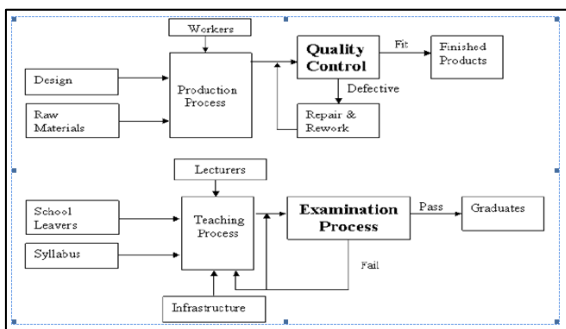 Workers
Quality
Control
Fit
Finished
Products
Design
Production
Process
Defective
Raw
Materials
Repair &
Rework
Lecturers
School
Leavers
Teaching
Process
Examination
Process
Pass
Graduates
Syllabus
Fail
Infrastructure